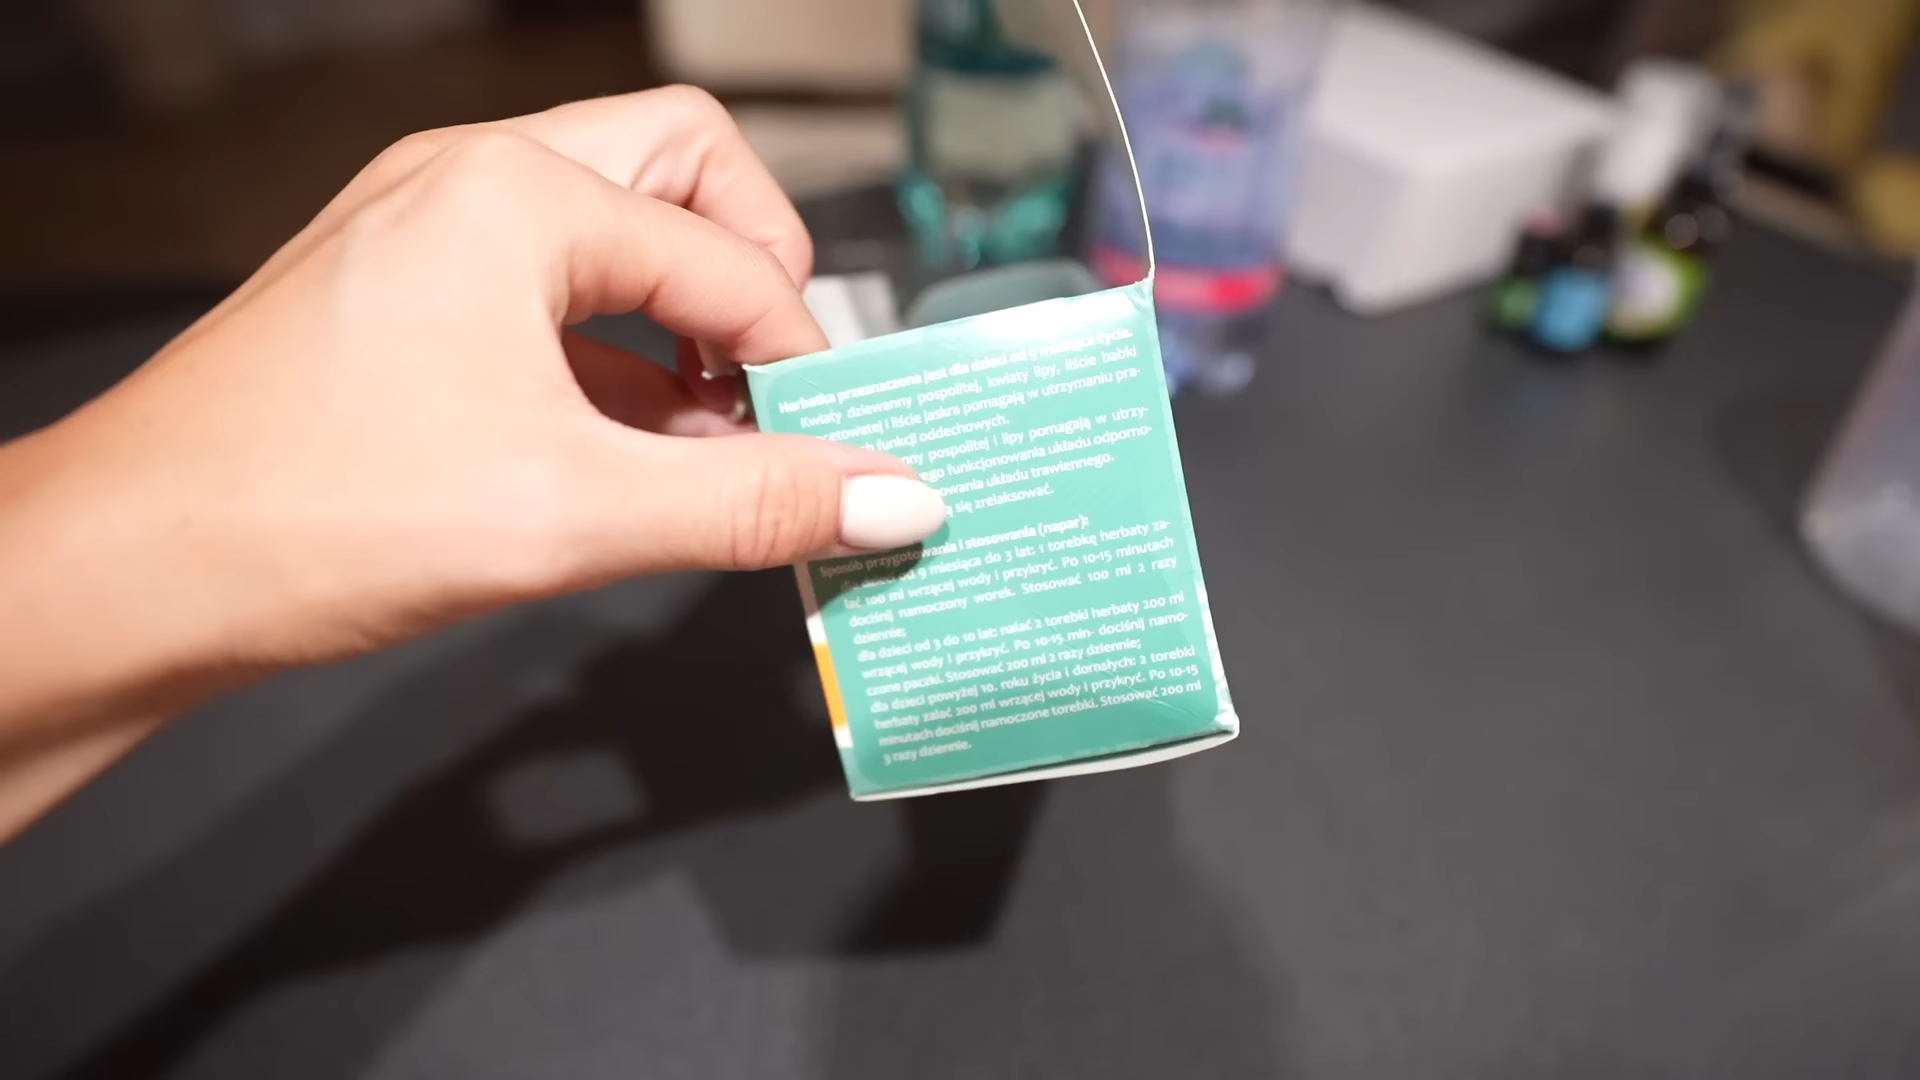 Herbatka przeznaczona jest dla dzieci od 9 miesiąca życia.
Kwiaty dziewanny pospolitej, kwiaty lipy, liście babki
liście jaskra pomagają w utrzymaniu pra-
funkcji oddechowych.
pospolitej i lipy pomagają w utrzy-
funkcjonowania układu odporno-
układu trawiennego.
się zrelaksować.
Sposób przygotowania i stosowania (napar):
dla dzieci od 9 miesiąca do 3 lat: 1 torebkę herbaty za-
lać 100 ml wrzącej wody i przykryć. Po 10-15 minutach
dociśnij namoczony worek. Stosować 100 ml 2 razy
dziennie;
dla dzieci od 3 do 10 lat: nalać 2 torebki herbaty 200 ml
wrzącej wody i przykryć. Po 10-15 min- dociśnij namo-
czone paczki. Stosować 200 ml 2 razy dziennie;
dla dzieci powyżej 10. roku życia i dorosłych: 2 torebki
herbaty zalać 200 ml wrzącej wody i przykryć. Po 10-15
minutach dociśnij namoczone torebki. Stosować 200 ml
3 razy dziennie.